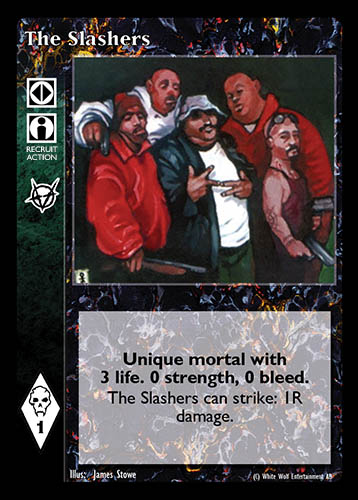 The Slashers
RECRUIT
ACTION
Unique mortal with
3 life. 0 strength, 0 bleed.
The Slashers can strike: 1R
damage.
1
Illus: James Stowe
(C) White Wolf Entertainment AB